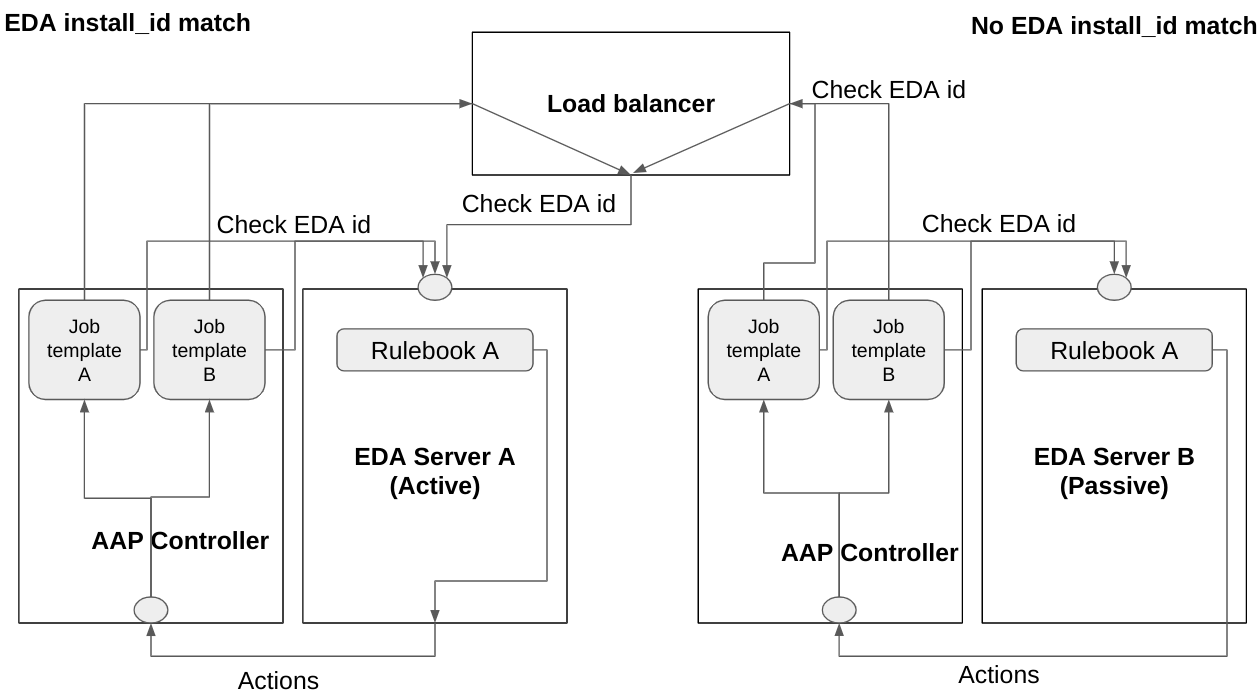 EDA install_id match
No EDA install_id match
Load balancer
Check EDA id
Check EDA id
Check EDA id
Check EDA id
Job
template
A
Job
template
B
Rulebook A
EDA Server A
(Active)
AAP Controller
Actions
Job
template
A
Job
template
B
Rulebook A
EDA Server B
(Passive)
AAP Controller
Actions